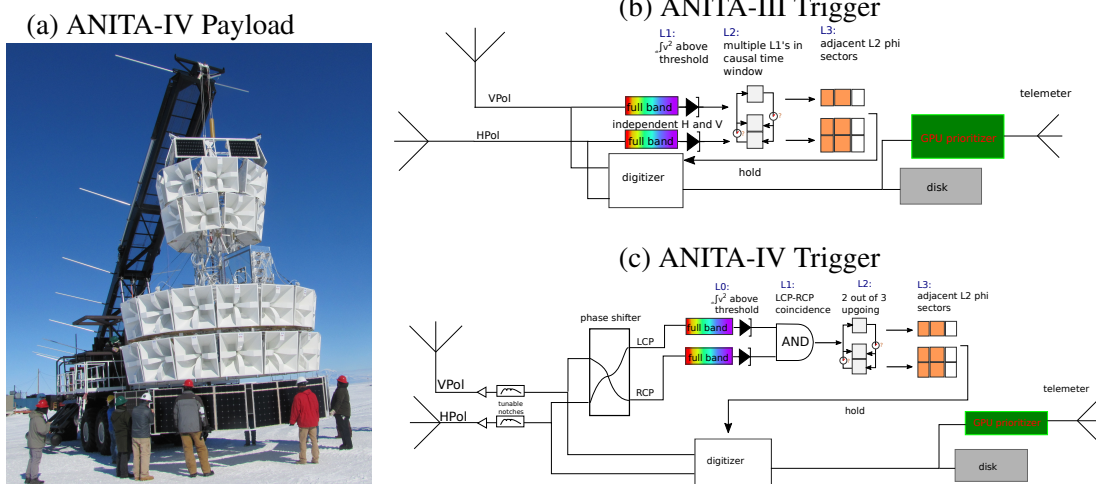 (a) ANITA-IV Payload
(b) ANITA-III Trigger
L1:
∫v² above
threshold
L2:
multiple L1's in
causal time
window
L3:
adjacent L2 phi
sectors
VPol
full band
independent H and V
HPol
full band
digitizer
hold
GPU prioritizer
telemeter
disk
(c) ANITA-IV Trigger
L0:
∫v² above
threshold
L1:
LCP-RCP
coincidence
L2:
2 out of 3
upgoing
L3:
adjacent L2 phi
sectors
phase shifter
LCP
full band
AND
full band
RCP
VPol
tunable
notches
HPol
hold
digitizer
telemeter
disk